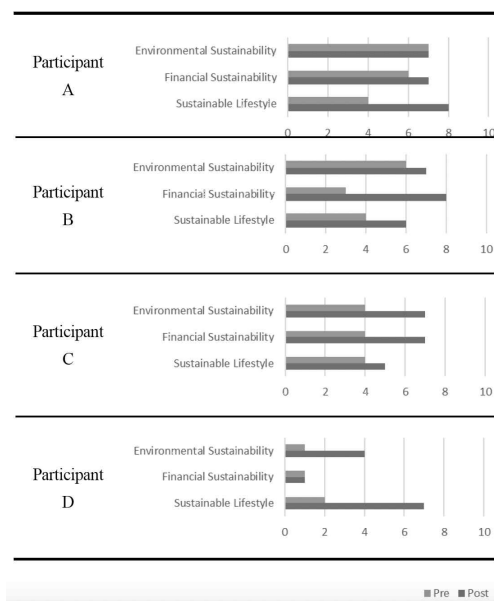 Participant
A
Environmental Sustainability
Financial Sustainability
Sustainable Lifestyle
0 2 4 6 8 10
Participant
B
Environmental Sustainability
Financial Sustainability
Sustainable Lifestyle
0 2 4 6 8 10
Participant
C
Environmental Sustainability
Financial Sustainability
Sustainable Lifestyle
0 2 4 6 8 10
Participant
D
Environmental Sustainability
Financial Sustainability
Sustainable Lifestyle
0 2 4 6 8 10
Pre Post